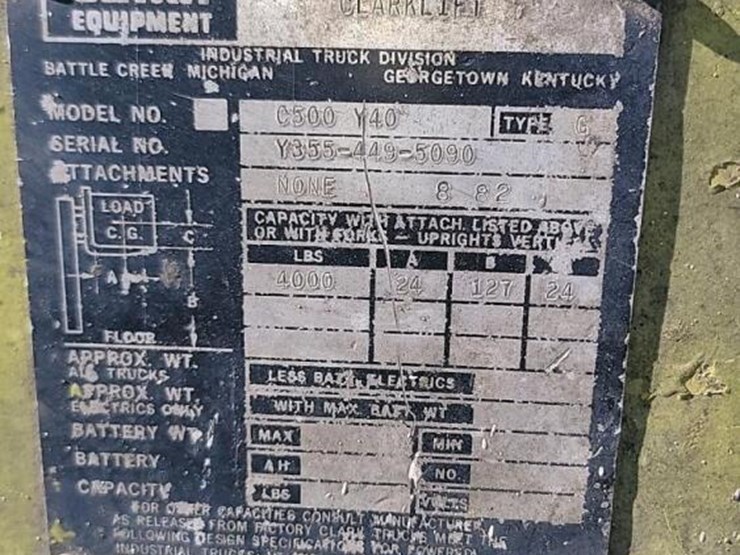 EQUIPMENT CLARKLIFT
INDUSTRIAL TRUCK DIVISION
BATTLE CREEK MICHIGAN GEORGETOWN KENTUCKY
MODEL NO. C500 Y40 TYPE G
SERIAL NO. Y355-449-5090
ATTACHMENTS NONE 8 82
LOAD
C.G. C
CAPACITY WITH ATTACH. LISTED ABOVE
OR WITH FORKS - UPRIGHTS VERT
LBS A B
4000 24 127 24
A
B
FLOOR
APPROX. WT.
ALL TRUCKS LESS BATT. ELECTRICS
APPROX. WT.
ELECTRICS ONLY WITH MAX BATT WT
BATTERY WT. MAX MIN
BATTERY AH NO.
CAPACITY LBS VOLTS
FOR OTHER CAPACITIES CONSULT MANUFACTURER
AS RELEASED FROM FACTORY CLARK TRUCKS MEET THE
FOLLOWING DESIGN SPECIFICATIONS FOR POWERED
INDUSTRIAL TRUCKS